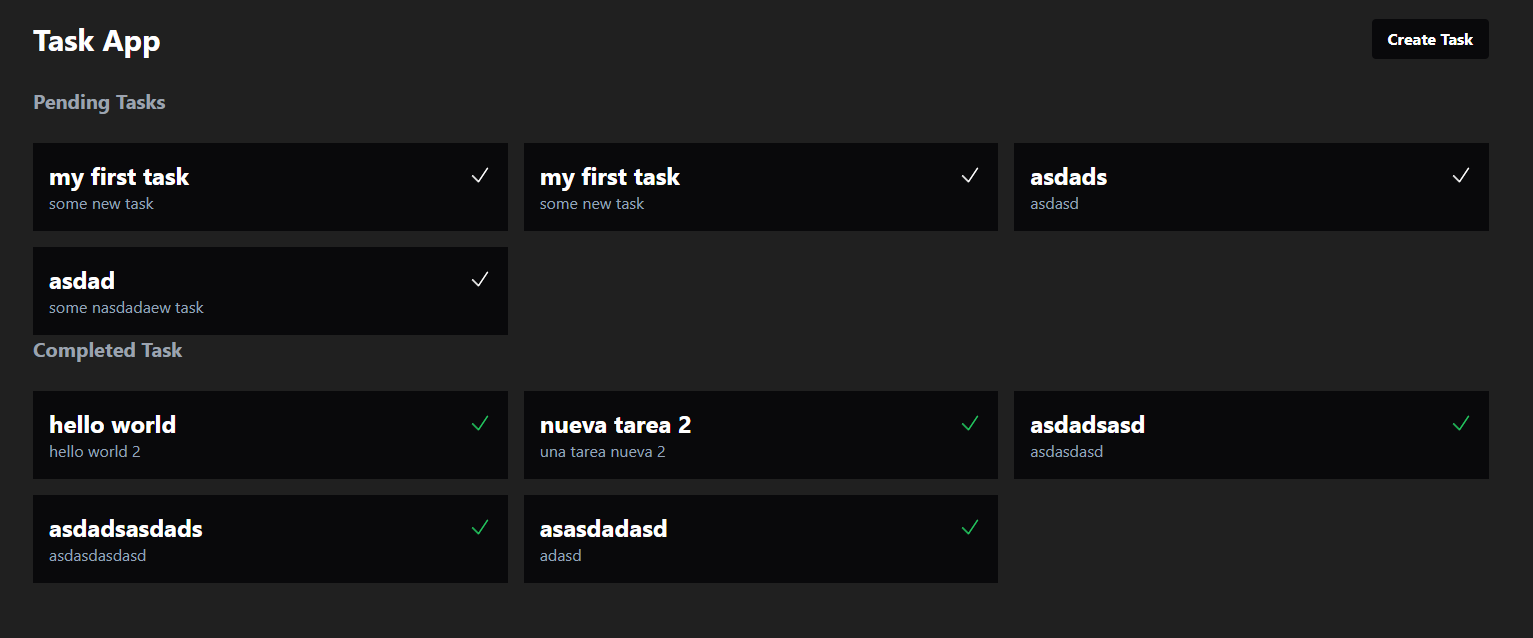 Task App
Create Task
Pending Tasks
my first task
some new task
my first task
some new task
asdads
asdasd
asdad
some nasdadaew task
Completed Task
hello world
hello world 2
nueva tarea 2
una tarea nueva 2
asdadsasd
asdasdasd
asdadsasdads
asdasdasdasd
asasdadasd
adasd